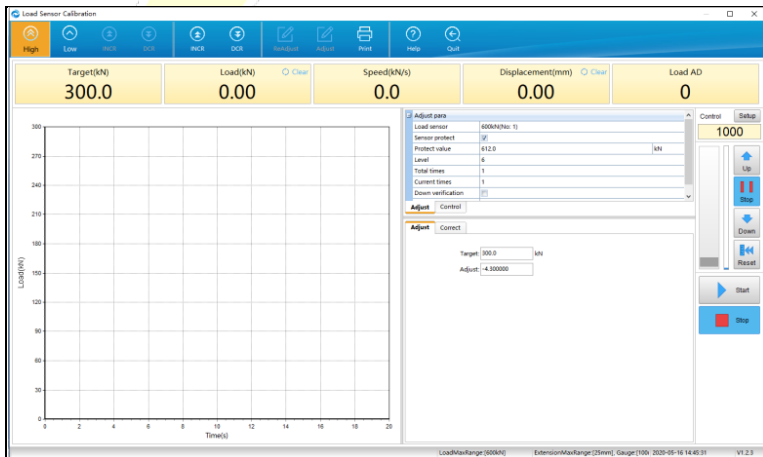 Load Sensor Calibration
High Low INCR DCR INCR DCR ReAdjust Adjust Print Help Quit
Target(kN) Load(kN) Clear Speed(kN/s) Displacement(mm) Clear Load AD
300.0 0.00 0.0 0.00 0
Adjust para
Load sensor 600kN(No: 1)
Sensor protect
Protect value 612.0 kN
Level 6
Total times 1
Current times 1
Down verification
Adjust Control
Adjust Correct
Target: 300.0 kN
Adjust: -4.500000
Control Setup
1000
Up
Stop
Down
Reset
Start
Stop
Load(kN)
300
270
240
210
180
150
120
90
60
30
0
0 2 4 6 8 10 12 14 16 18 20
Time(s)
LoadMaxRange:[600kN] ExtensionMaxRange:[25mm], Gauge:[100 2020-05-16 14:45:31 V1.2.3